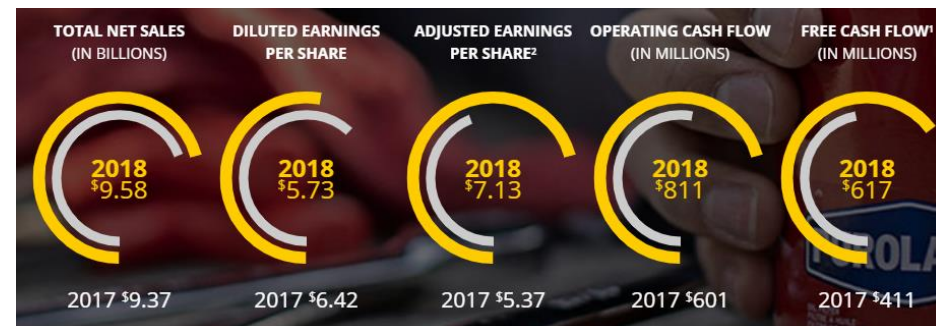 TOTAL NET SALES
(IN BILLIONS)
2018
$9.58
2017 $9.37
DILUTED EARNINGS
PER SHARE
2018
$5.73
2017 $6.42
ADJUSTED EARNINGS
PER SHARE²
2018
$7.13
2017 $5.37
OPERATING CASH FLOW
(IN MILLIONS)
2018
$811
2017 $601
FREE CASH FLOW¹
(IN MILLIONS)
2018
$617
2017 $411